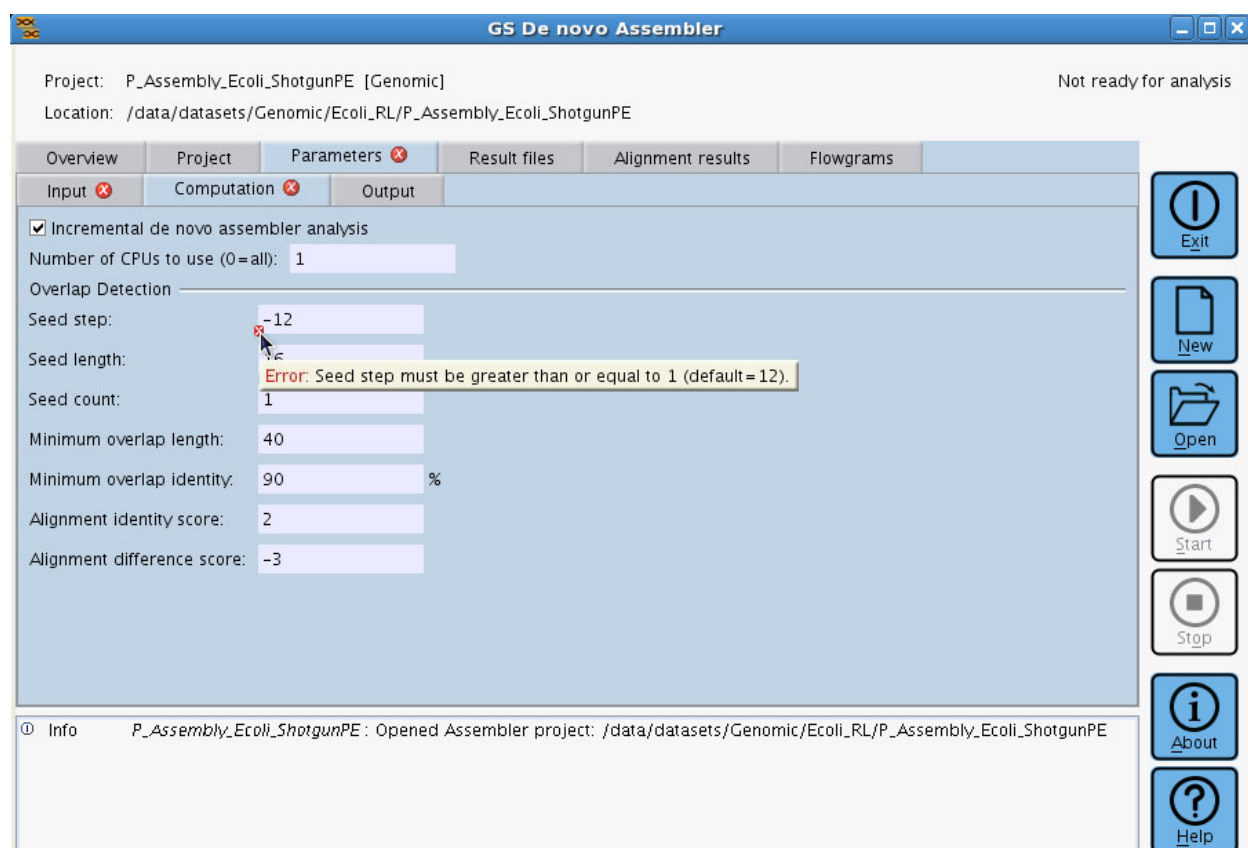 GS De novo Assembler
Project: P_Assembly_Ecoli_ShotgunPE [Genomic]
Not ready for analysis
Location: /data/datasets/Genomic/Ecoli_RL/P_Assembly_Ecoli_ShotgunPE
Overview Project Parameters Result files Alignment results Flowgrams
Input Computation Output
Incremental de novo assembler analysis
Number of CPUs to use (0=all): 1
Overlap Detection
Seed step: -12
Seed length:
Error: Seed step must be greater than or equal to 1 (default=12).
Seed count: 1
Minimum overlap length: 40
Minimum overlap identity: 90 %
Alignment identity score: 2
Alignment difference score: -3
Exit
New
Open
Start
Stop
About
Help
Info P_Assembly_Ecoli_ShotgunPE : Opened Assembler project: /data/datasets/Genomic/Ecoli_RL/P_Assembly_Ecoli_ShotgunPE